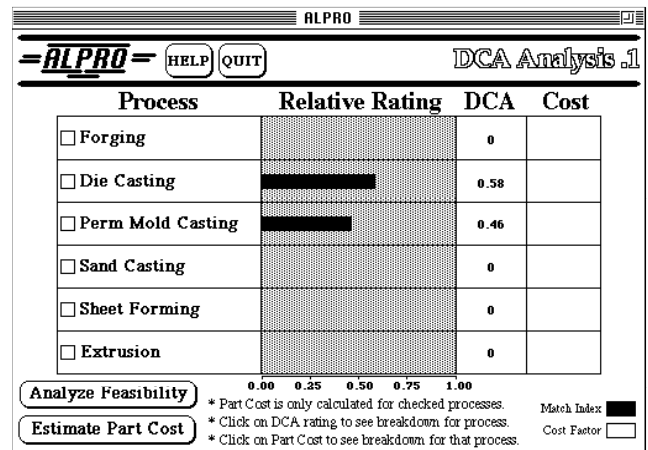 ALPRO
=ALPRO= HELP QUIT DCA Analysis .1
Process Relative Rating DCA Cost
Forging 0
Die Casting 0.58
Perm Mold Casting 0.46
Sand Casting 0
Sheet Forming 0
Extrusion 0
0.00 0.25 0.50 0.75 1.00
Analyze Feasibility
Estimate Part Cost
* Part Cost is only calculated for checked processes.
* Click on DCA rating to see breakdown for process.
* Click on Part Cost to see breakdown for that process.
Match Index
Cost Factor